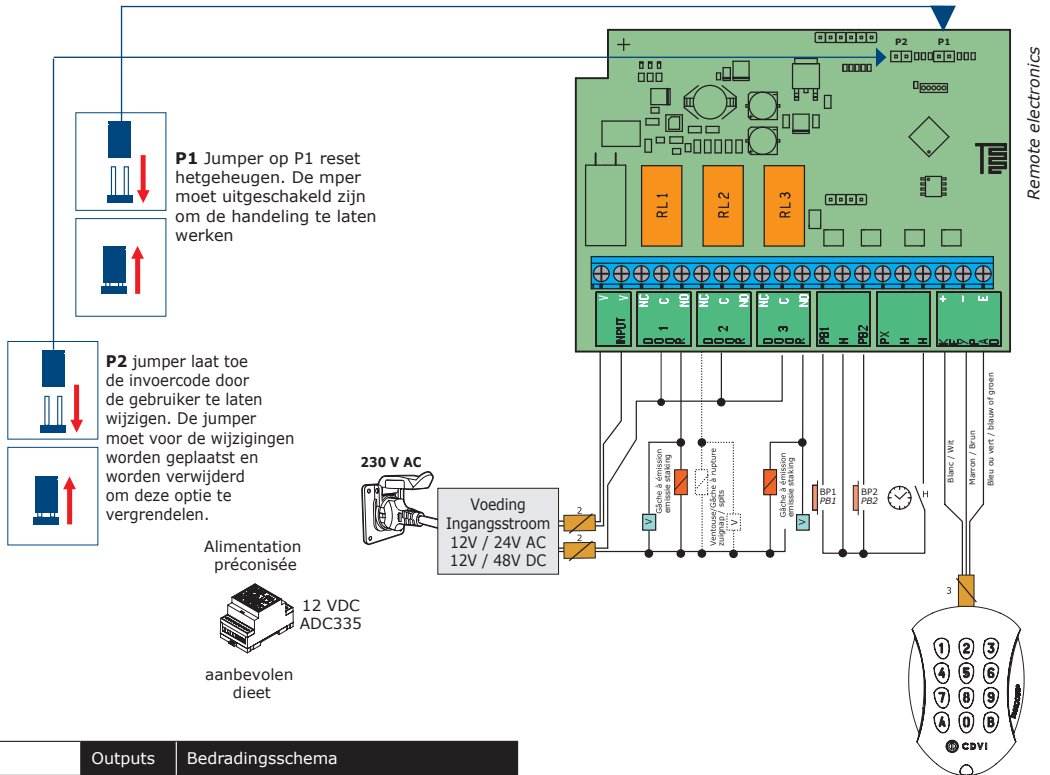 P2
P1
Remote electronics
P1 Jumper op P1 reset
hetgeheugen. De mper
moet uitgeschakeld zijn
om de handeling te laten
werken
RL1
RL2
RL3
V
V
INPUT
NC
C
NO
DOOR 1
NC
C
NO
DOOR 2
NC
C
NO
DOOR 3
PB1
H
PB2
PX
H
H
+
−
E
KEYPAD
P2 jumper laat toe
de invoercode door
de gebruiker te laten
wijzigen. De jumper
moet voor de wijzigingen
worden geplaatst en
worden verwijderd
om deze optie te
vergrendelen.
230 V AC
Voeding
Ingangsstroom
12V / 24V AC
12V / 48V DC
2
2
V
Gâche à émission
emissie staking
Ventouse/Gâche à rupture
zuignap / spits
V
Gâche à émission
emissie staking
V
BP1
PB1
BP2
PB2
H
Blanc / Wit
Marron / Brun
Bleu ou vert / blauw of groen
3
Alimentation
préconisée
12 VDC
ADC335
aanbevolen
dieet
1 2 3
4 5 6
7 8 9
A 0 B
CDVI
Outputs
Bedradingsschema